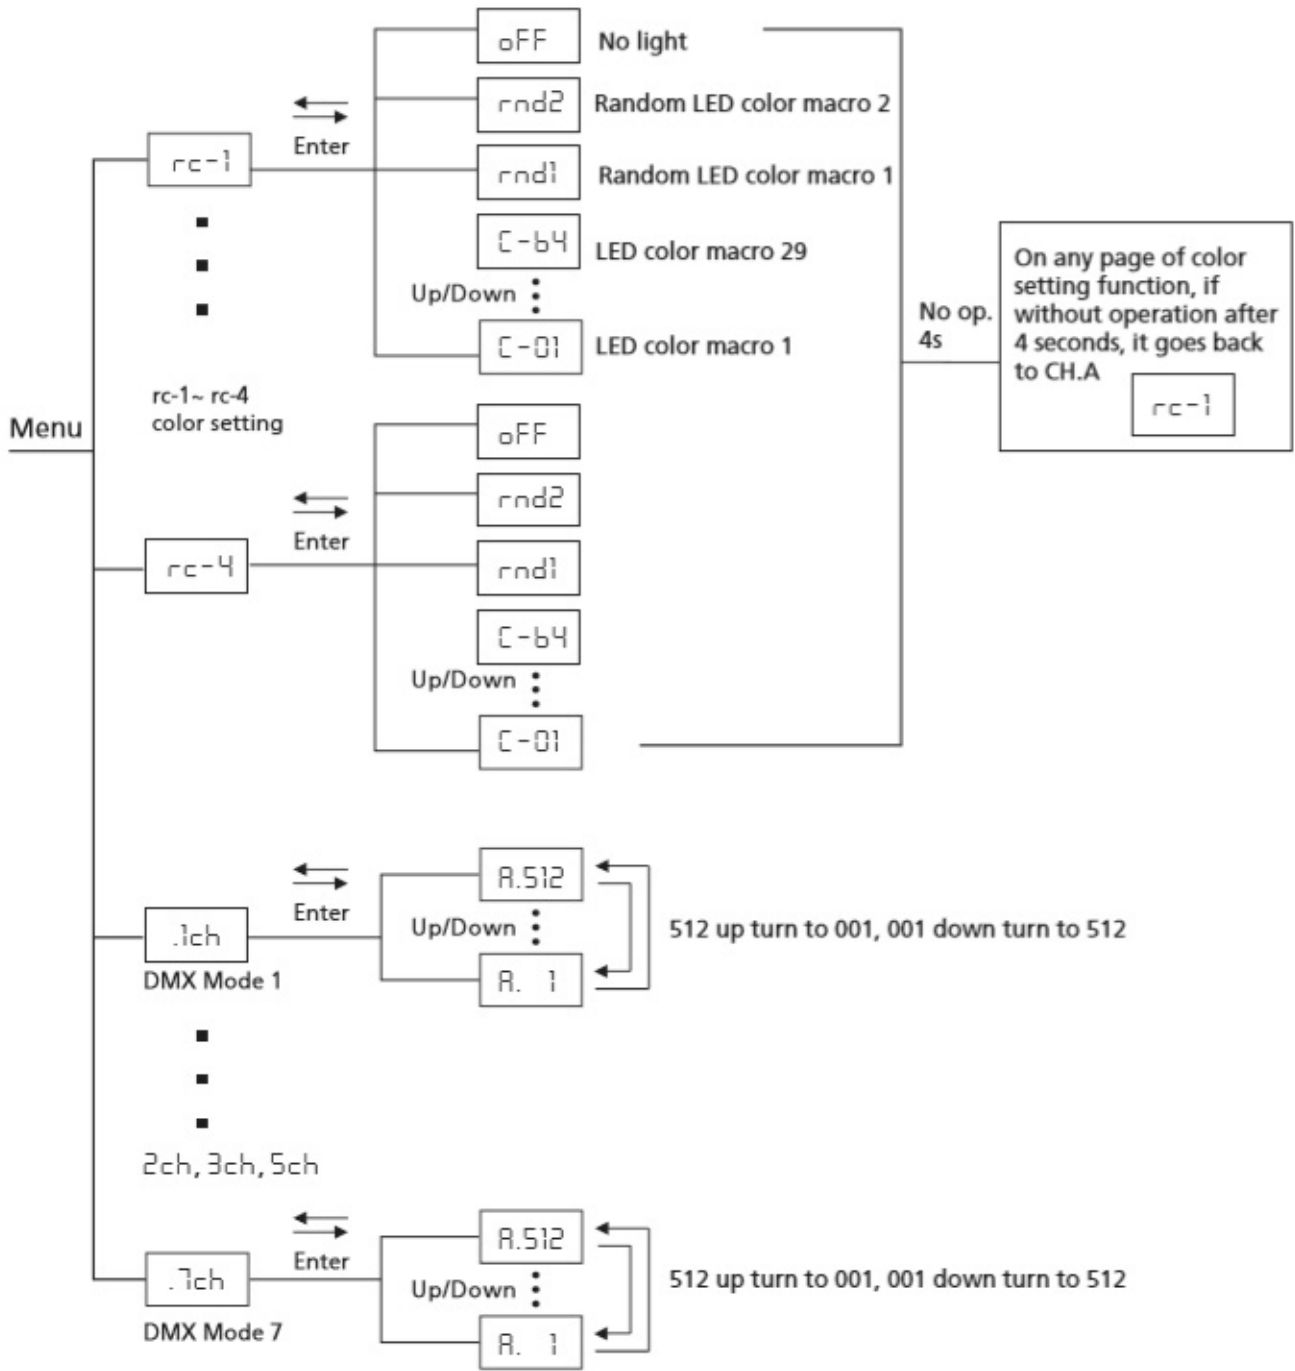 oFF No light
rnd2 Random LED color macro 2
Enter
rc-1
rnd1 Random LED color macro 1
C-b4 LED color macro 29
Up/Down
C-01 LED color macro 1
On any page of color
setting function, if
without operation after
4 seconds, it goes back
to CH.A
rc-1
No op.
4s
rc-1~ rc-4
color setting
Menu
oFF
rnd2
Enter
rc-4
rnd1
C-b4
Up/Down
C-01
A.512
Enter
.1ch
DMX Mode 1
Up/Down
512 up turn to 001, 001 down turn to 512
A. 1
2ch, 3ch, 5ch
A.512
Enter
.7ch
DMX Mode 7
Up/Down
512 up turn to 001, 001 down turn to 512
A. 1